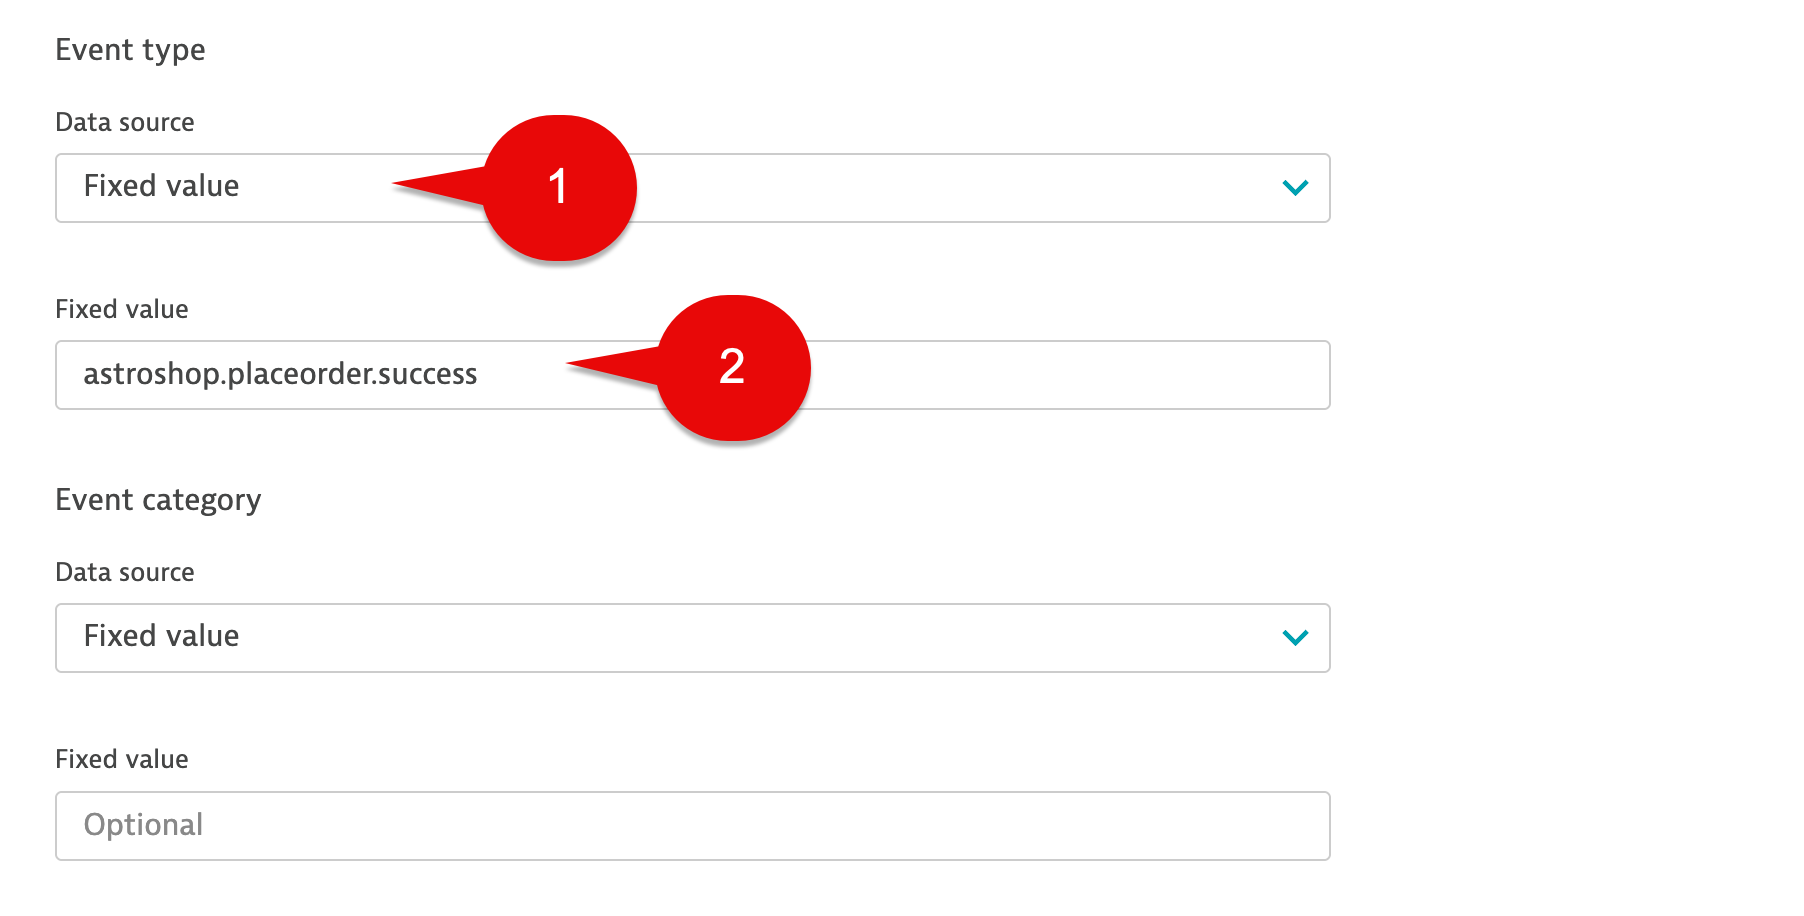 Event type
Data source
Fixed value
1
Fixed value
astroshop.placeorder.success
2
Event category
Data source
Fixed value
Fixed value
Optional